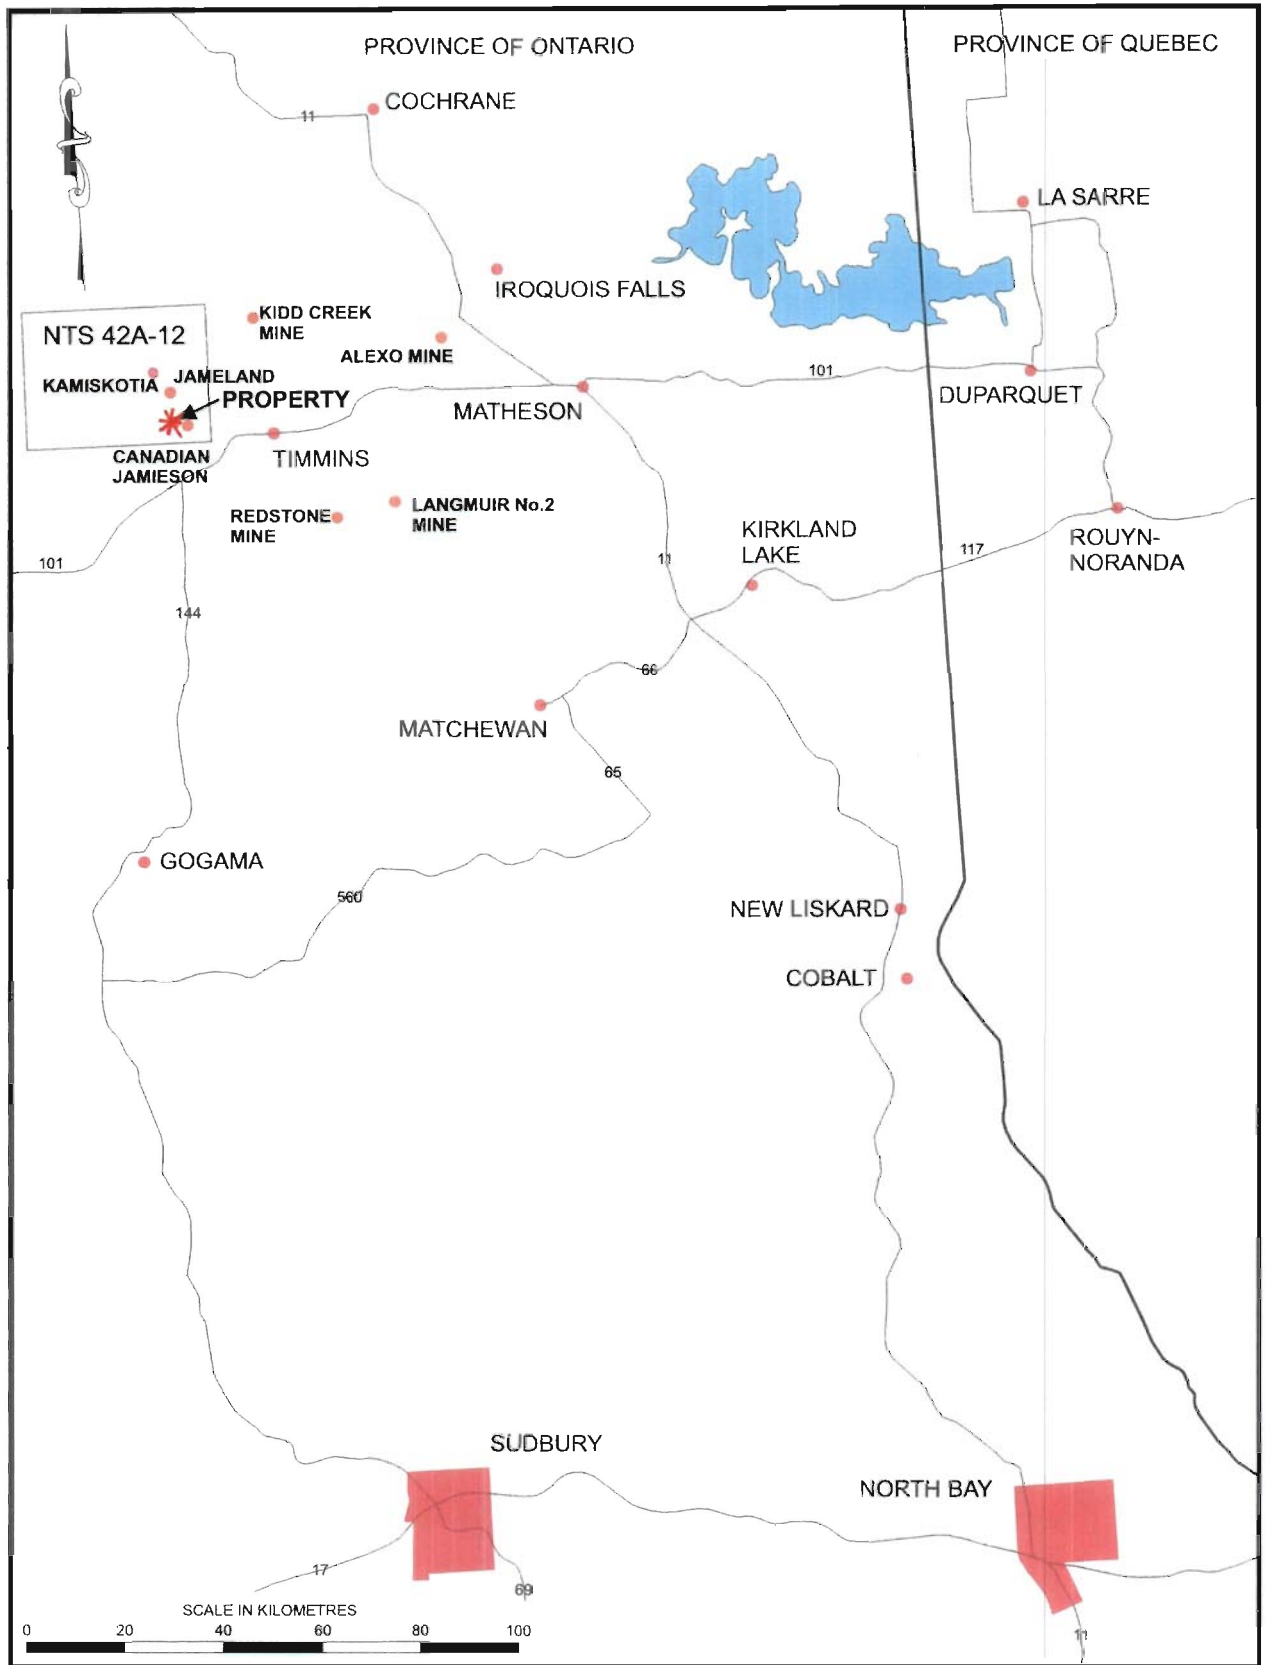 PROVINCE OF ONTARIO
PROVINCE OF QUEBEC
COCHRANE
11
LA SARRE
IROQUOIS FALLS
KIDD CREEK
MINE
NTS 42A-12
ALEXO MINE
JAMELAND
KAMISKOTIA
PROPERTY
101
DUPARQUET
MATHESON
CANADIAN
JAMIESON
TIMMINS
REDSTONE
MINE
LANGMUIR No.2
MINE
KIRKLAND
LAKE
11
117
ROUYN-
NORANDA
101
144
66
MATCHEWAN
65
GOGAMA
560
NEW LISKARD
COBALT
SUDBURY
NORTH BAY
17
69
11
SCALE IN KILOMETRES
0 20 40 60 80 100